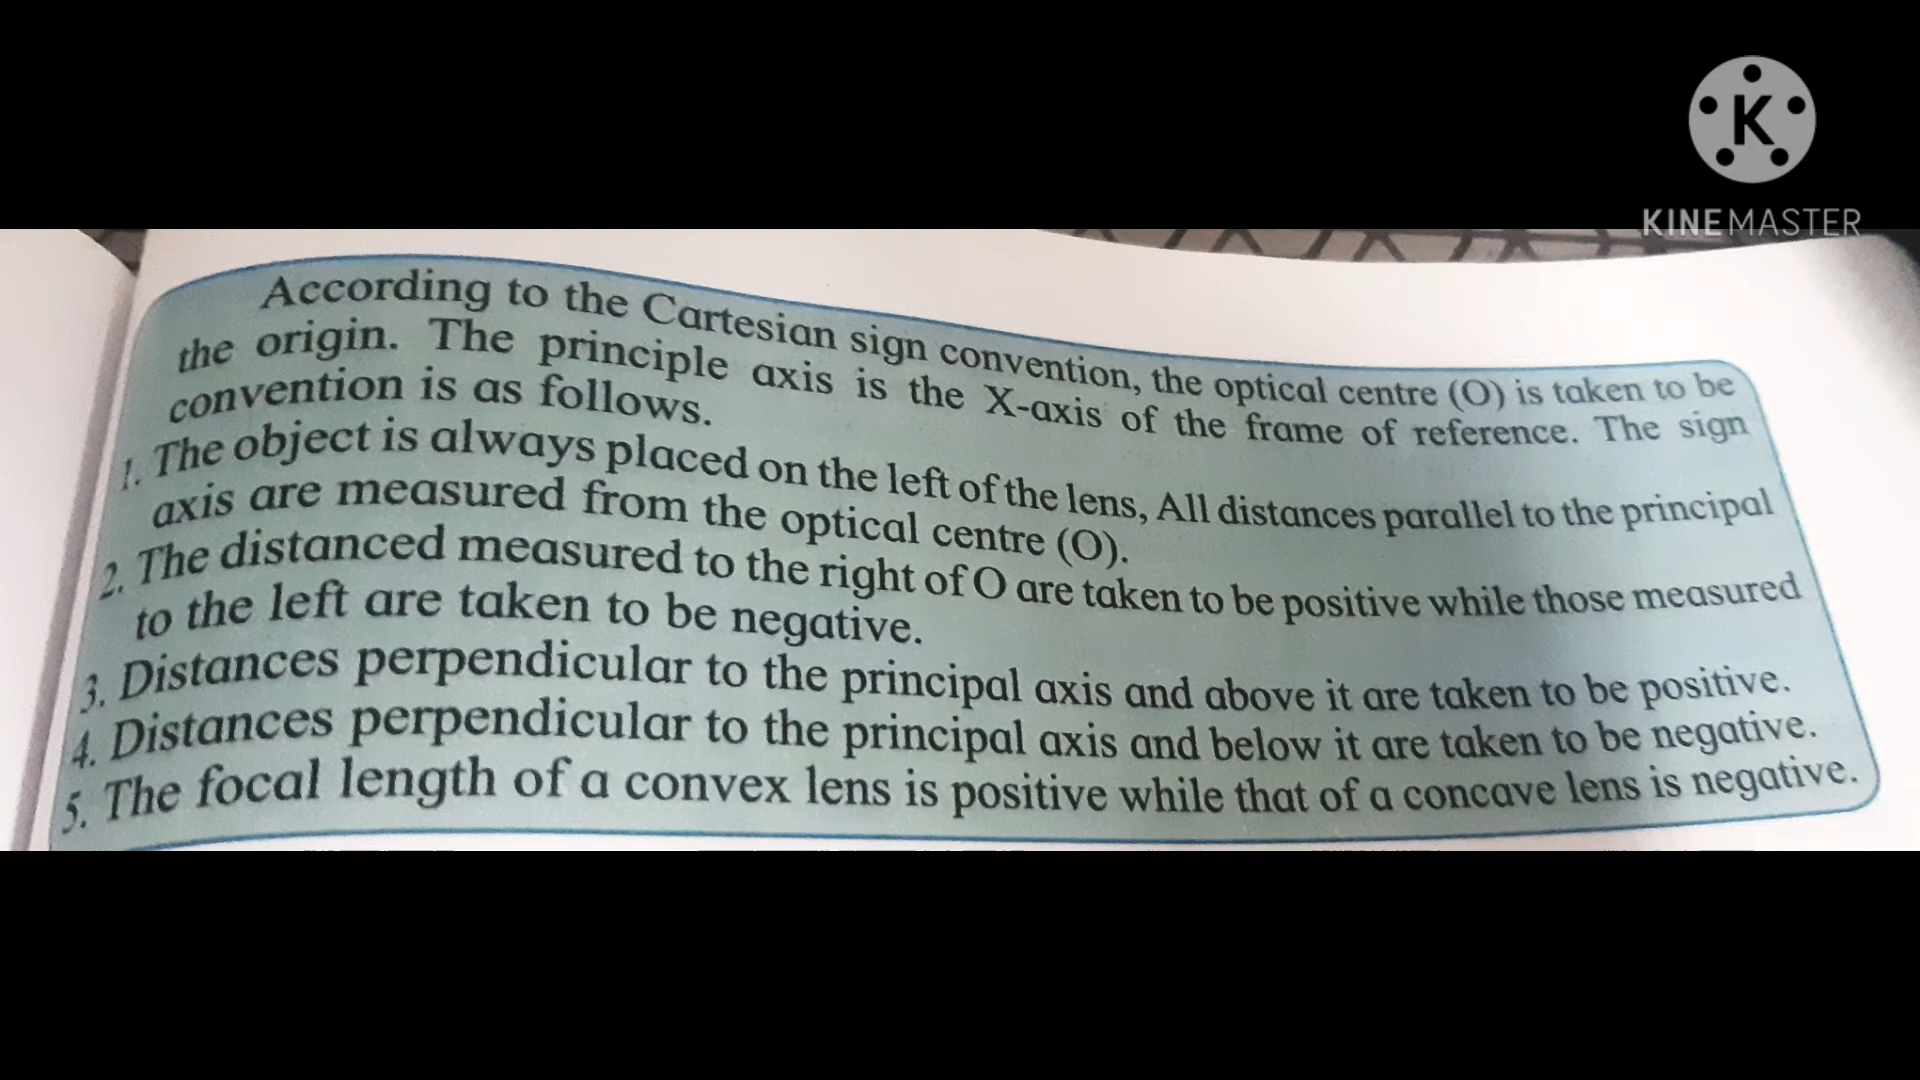 K
KINEMASTER
According to the Cartesian sign convention, the optical centre (O) is taken to be
the origin. The principle axis is the X-axis of the frame of reference. The sign
convention is as follows.
1. The object is always placed on the left of the lens, All distances parallel to the principal
axis are measured from the optical centre (O).
2. The distanced measured to the right of O are taken to be positive while those measured
to the left are taken to be negative.
3. Distances perpendicular to the principal axis and above it are taken to be positive.
4. Distances perpendicular to the principal axis and below it are taken to be negative.
5. The focal length of a convex lens is positive while that of a concave lens is negative.